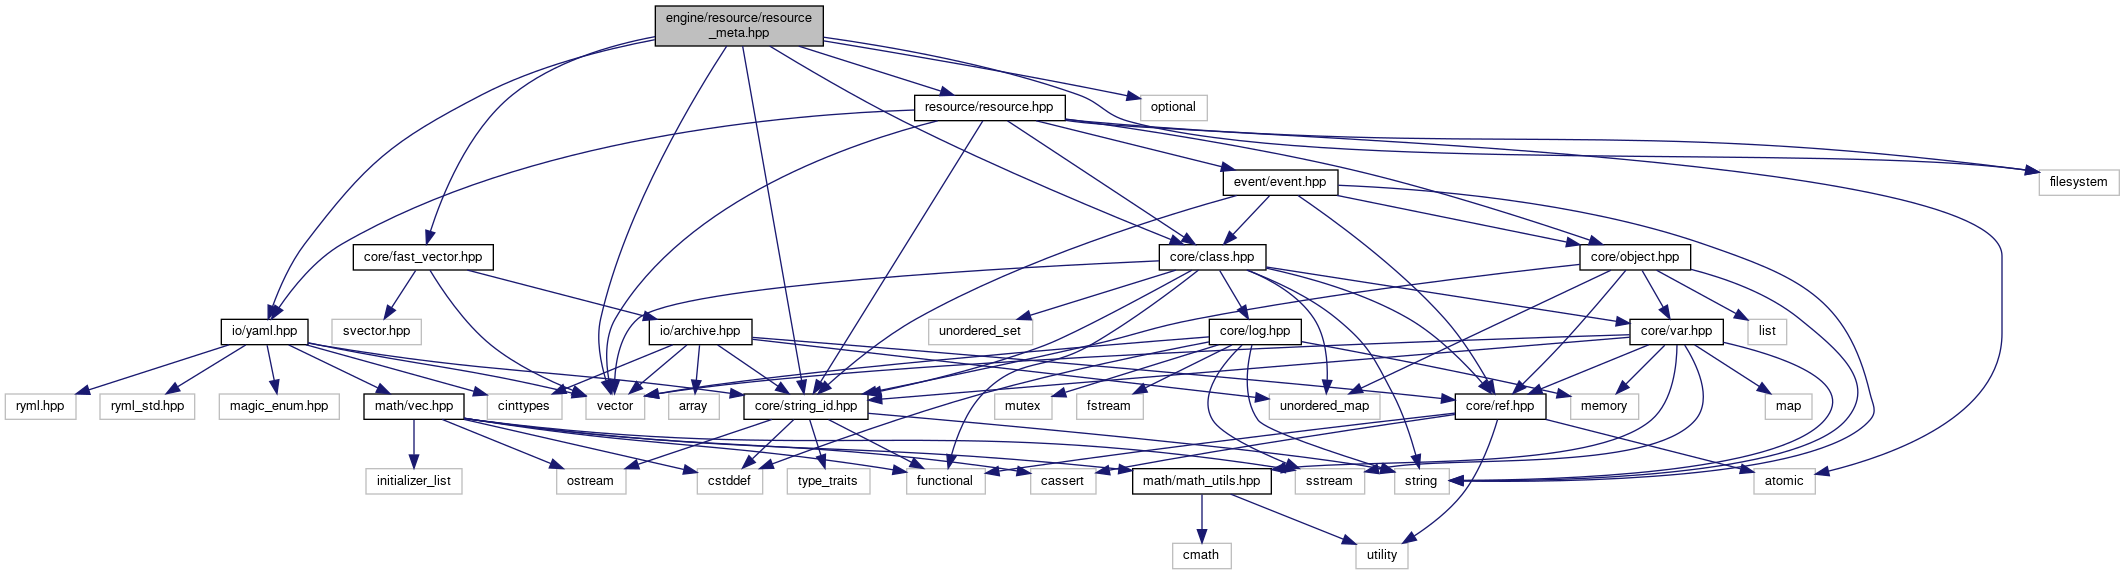 engine/resource/resource
_meta.hpp
resource/resource.hpp
optional
event/event.hpp
filesystem
core/fast_vector.hpp
core/class.hpp
core/object.hpp
io/yaml.hpp
svector.hpp
io/archive.hpp
unordered_set
core/log.hpp
core/var.hpp
list
ryml.hpp
ryml_std.hpp
magic_enum.hpp
math/vec.hpp
cinttypes
vector
array
core/string_id.hpp
mutex
fstream
unordered_map
core/ref.hpp
memory
map
initializer_list
ostream
cstddef
type_traits
functional
cassert
math/math_utils.hpp
sstream
string
atomic
cmath
utility